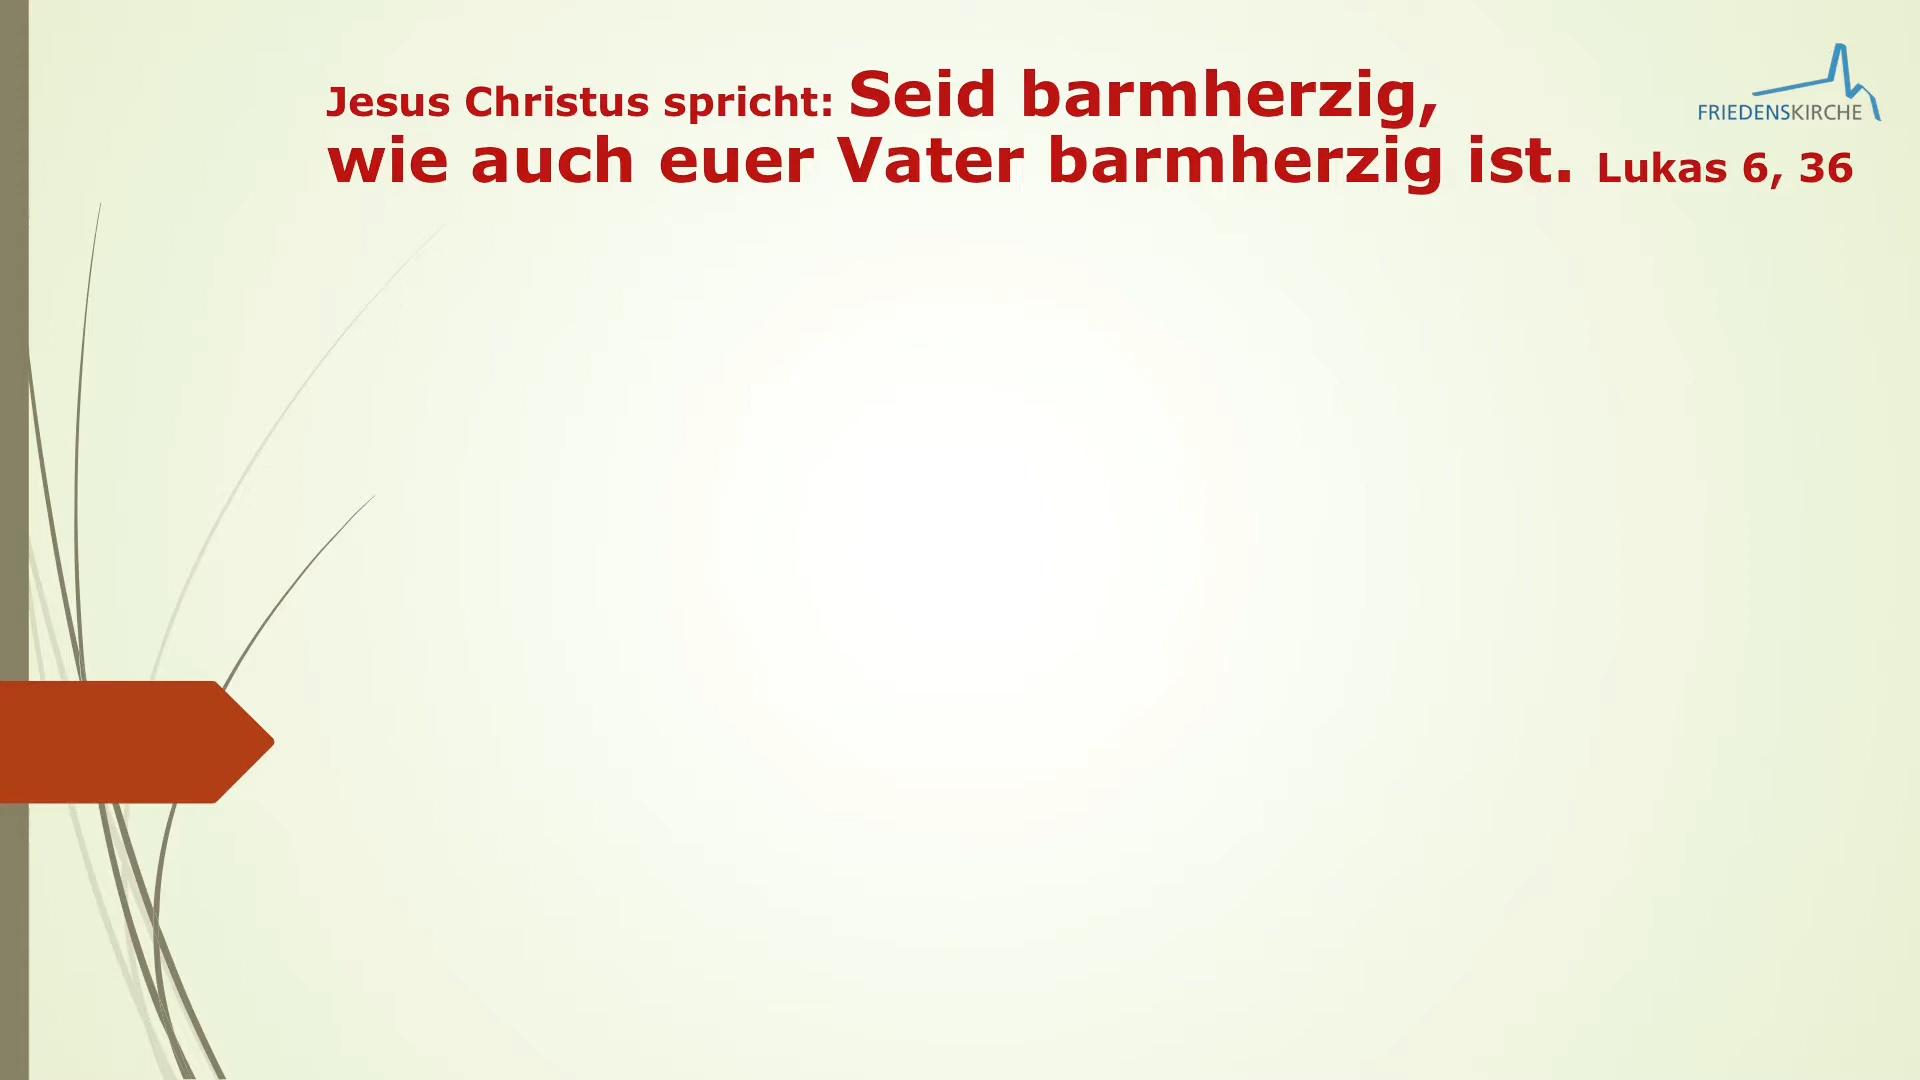 Jesus Christus spricht: Seid barmherzig,
wie auch euer Vater barmherzig ist. Lukas 6, 36
FRIEDENSKIRCHE